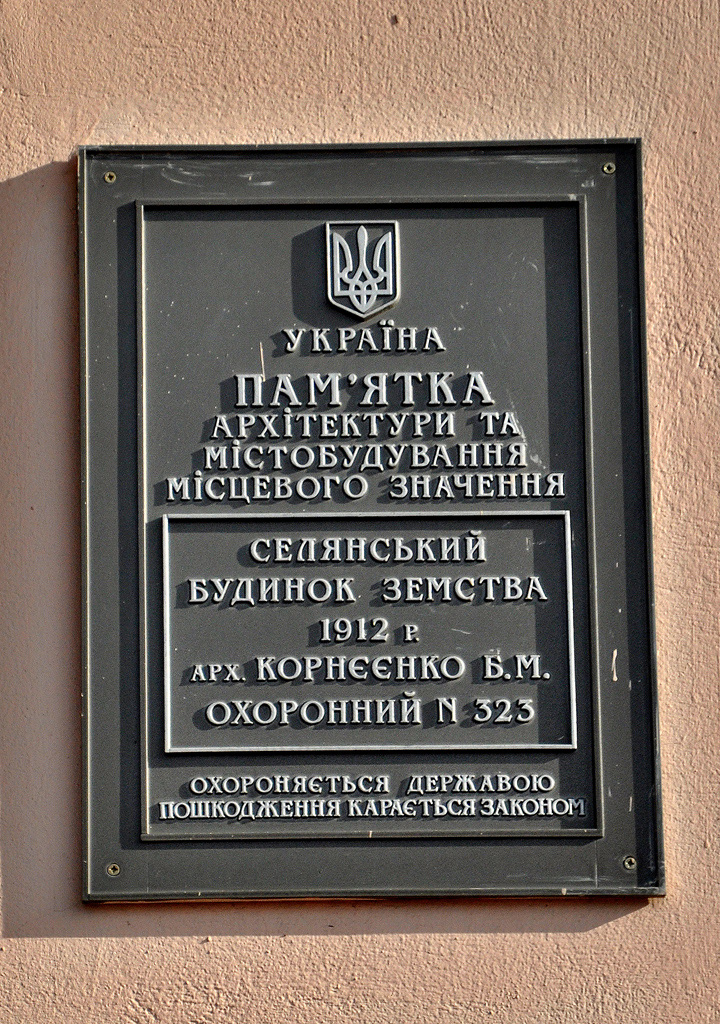 УКРАЇНА
ПАМ'ЯТКА
АРХіТЕКТУРИ ТА
МіСТОБУДУВАННЯ
МіСЦЕВОГО ЗНАЧЕННЯ
СЕЛЯНСЬКИЙ
БУДИНОК ЗЕМСТВА
1912 р.
АРХ. КОРНЄЄНКО Б.М.
ОХОРОННИЙ N 323
ОХОРОНЯЄТЬСЯ ДЕРЖАВОЮ
ПОШКОДЖЕННЯ КАРАЄТЬСЯ ЗАКОНОМ